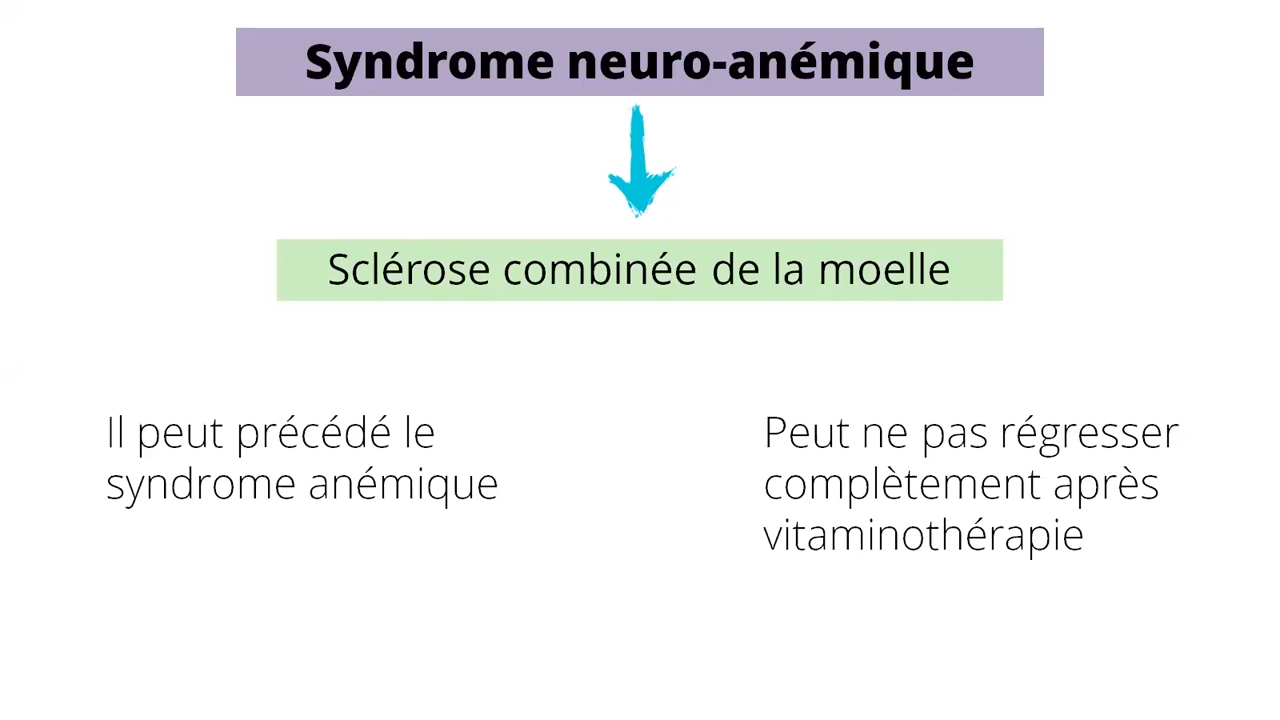 Syndrome neuro-anémique
Sclérose combinée de la moelle
Il peut précédé le
syndrome anémique
Peut ne pas régresser
complètement après
vitaminothérapie